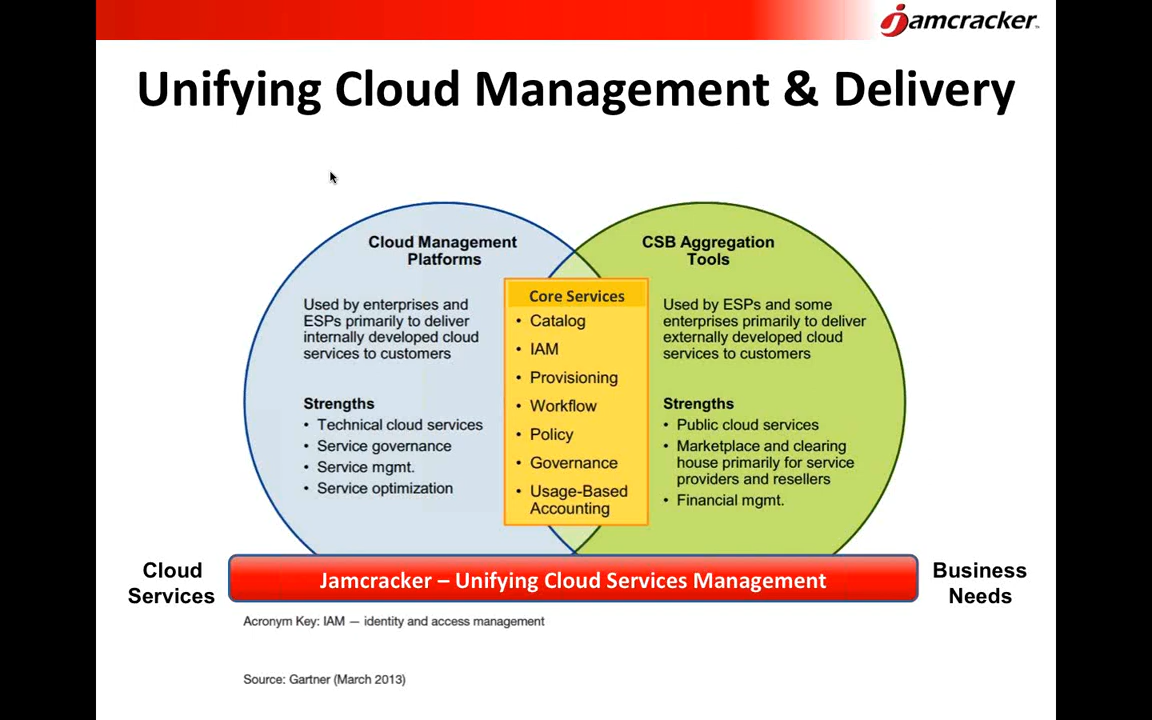 jamcracker
Unifying Cloud Management & Delivery
Cloud Management
Platforms
Used by enterprises and
ESPs primarily to deliver
internally developed cloud
services to customers
Strengths
• Technical cloud services
• Service governance
• Service mgmt.
• Service optimization
Core Services
• Catalog
• IAM
• Provisioning
• Workflow
• Policy
• Governance
• Usage-Based
Accounting
CSB Aggregation
Tools
Used by ESPs and some
enterprises primarily to deliver
externally developed cloud
services to customers
Strengths
• Public cloud services
• Marketplace and clearing
house primarily for service
providers and resellers
• Financial mgmt.
Cloud
Services
Jamcracker – Unifying Cloud Services Management
Business
Needs
Acronym Key: IAM — identity and access management
Source: Gartner (March 2013)